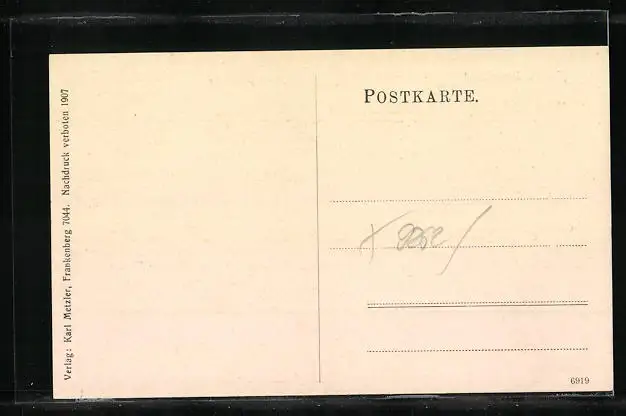 Verlag: Karl Metzler, Frankenberg 7044. Nachdruck verboten 1907
POSTKARTE.
6919